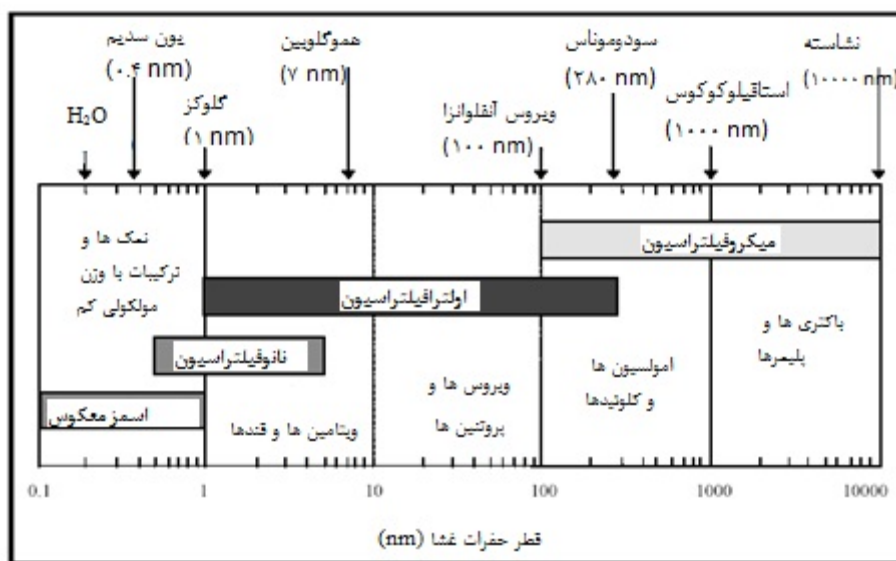 یون سدیم
(۰.۴ nm)
هموگلوبین
(۷ nm)
سودوموناس
(۲۸۰ nm)
نشاسته
(۱۰۰۰۰ nm)
H₂O
گلوکز
(۱ nm)
ویروس آنفلوانزا
(۱۰۰ nm)
استافیلوکوکوس
(۱۰۰۰ nm)
نمک ها و
ترکیبات با وزن
مولکولی کم
میکروفیلتراسیون
اولترافیلتراسیون
نانوفیلتراسیون
اسمز معکوس
ویتامین ها و قندها
ویروس ها و
پروتئین ها
امولسیون ها
و کلوئیدها
باکتری ها و
پلیمرها
0.1 1 10 100 1000 10000
قطر حفرات غشا (nm)